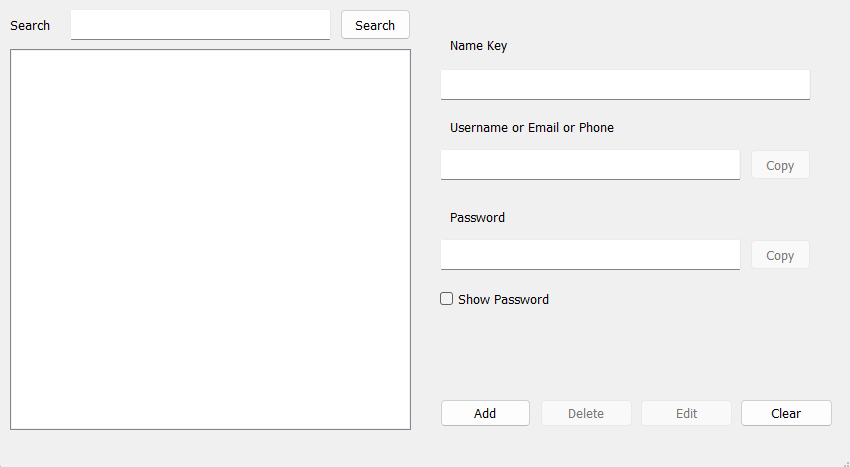 Search
Search
Name Key
Username or Email or Phone
Copy
Password
Copy
Show Password
Add
Delete
Edit
Clear